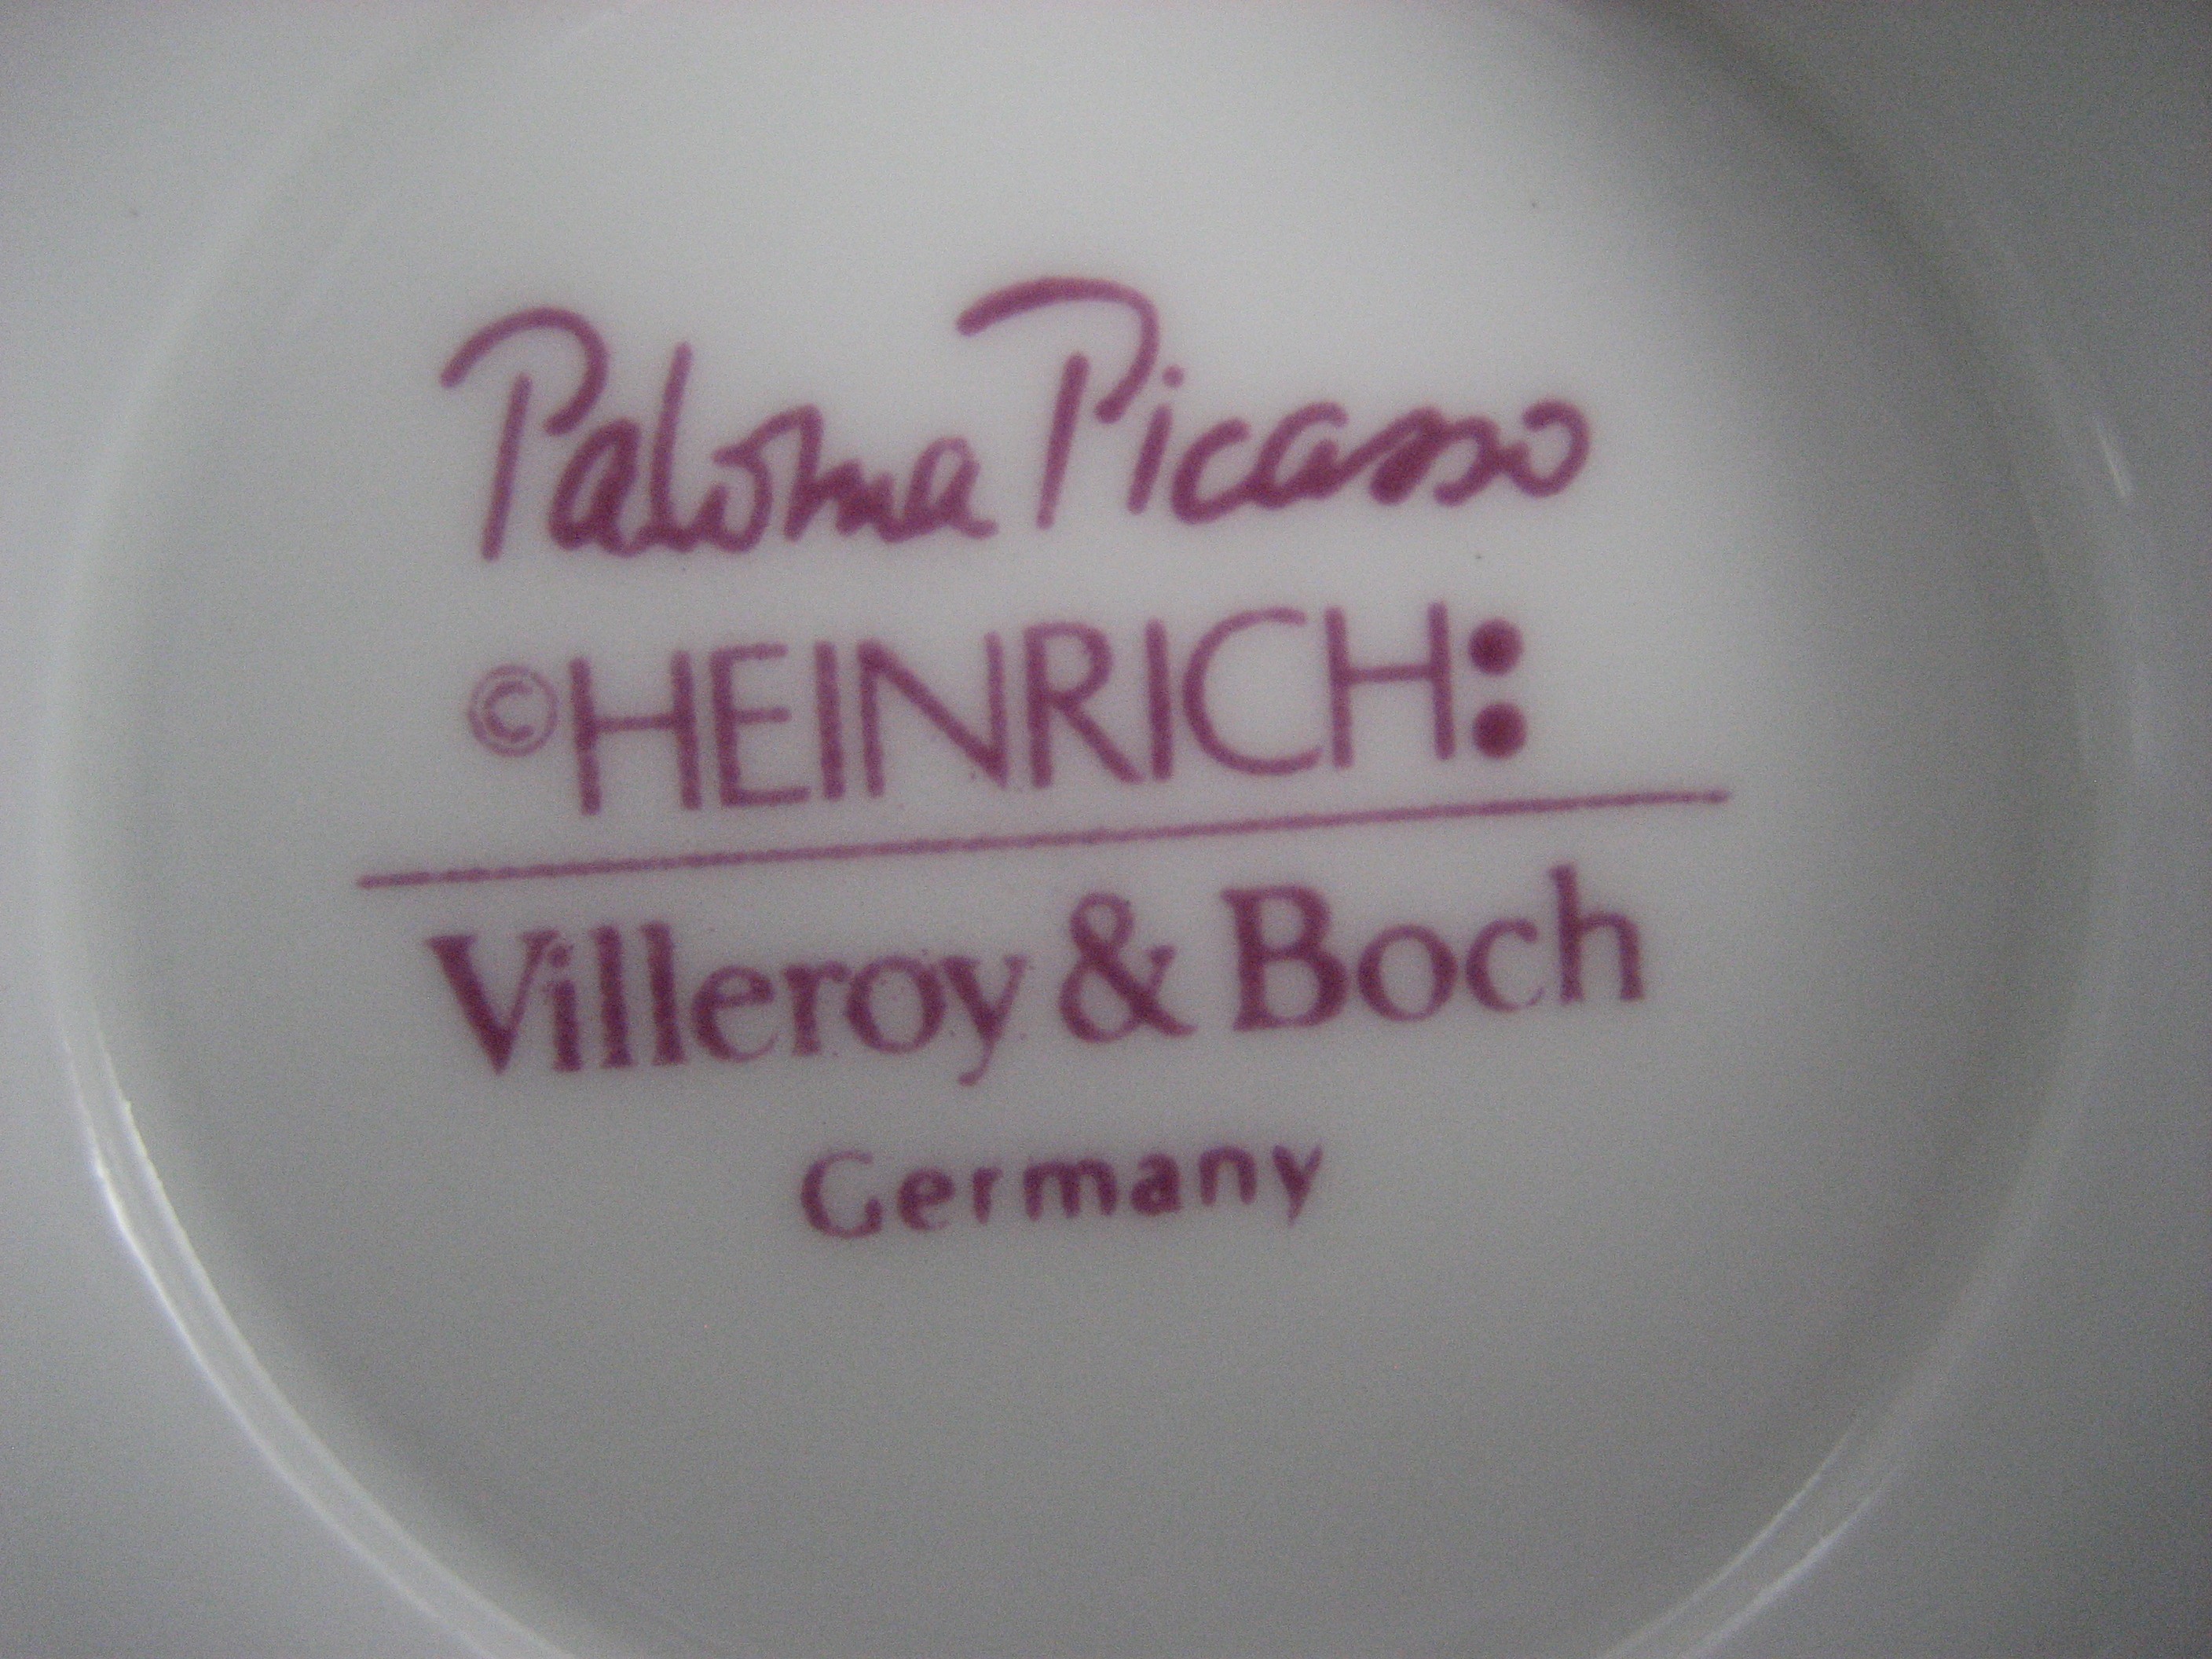 Paloma Picasso
©HEINRICH:
Villeroy & Boch
Germany